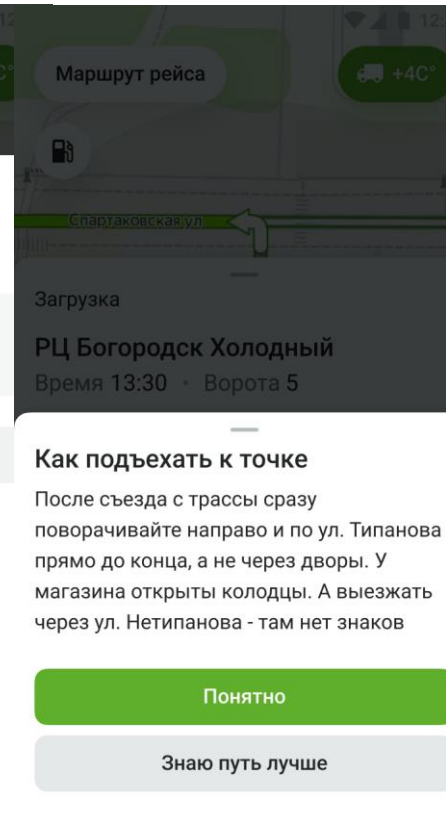 12:
Маршрут рейса
+4C°
Спартаковская ул
Загрузка
РЦ Богородск Холодный
Время 13:30 · Ворота 5
Как подъехать к точке
После съезда с трассы сразу
поворачивайте направо и по ул. Типанова
прямо до конца, а не через дворы. У
магазина открыты колодцы. А выезжать
через ул. Нетипанова - там нет знаков
Понятно
Знаю путь лучше